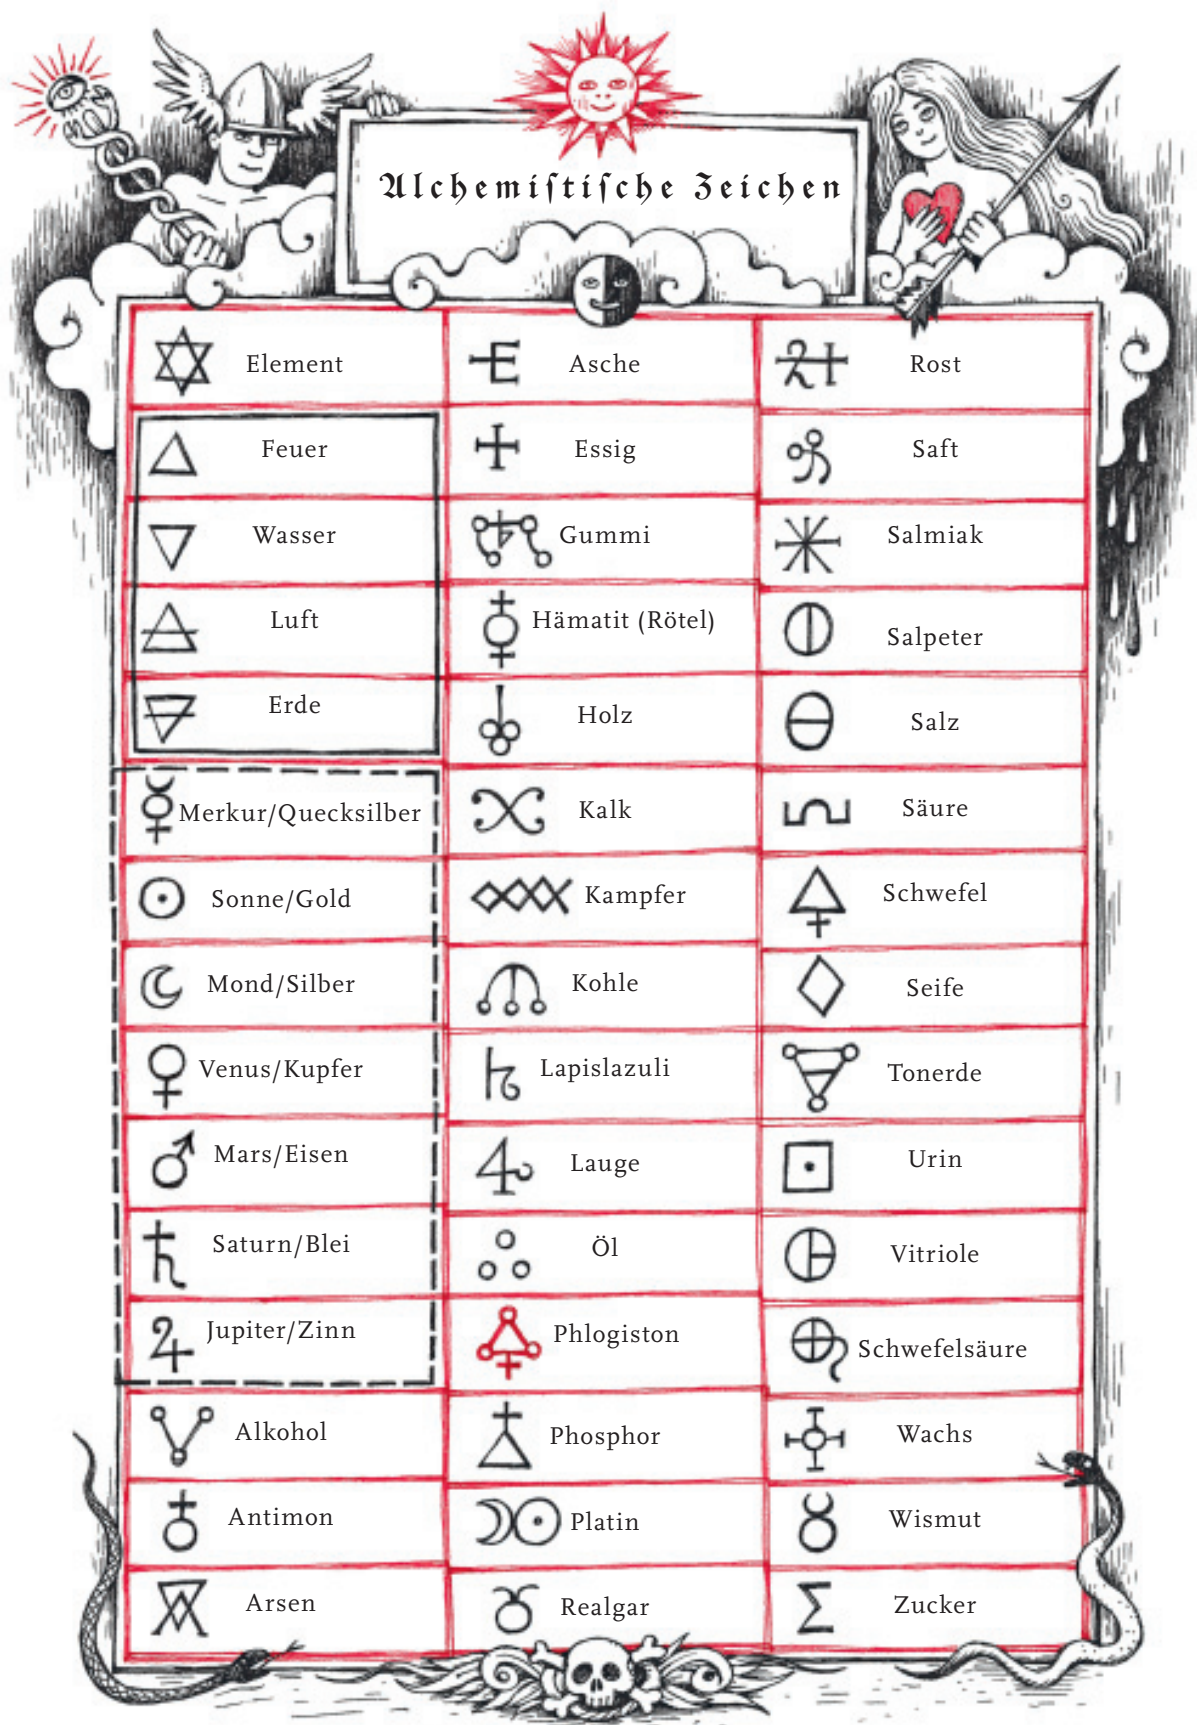 Alchemiſtiſche Zeichen
Element
Feuer
Wasser
Luft
Erde
Merkur/Quecksilber
Sonne/Gold
Mond/Silber
Venus/Kupfer
Mars/Eisen
Saturn/Blei
Jupiter/Zinn
Alkohol
Antimon
Arsen
Asche
Essig
Gummi
Hämatit (Rötel)
Holz
Kalk
Kampfer
Kohle
Lapislazuli
Lauge
Öl
Phlogiston
Phosphor
Platin
Realgar
Rost
Saft
Salmiak
Salpeter
Salz
Säure
Schwefel
Seife
Tonerde
Urin
Vitriole
Schwefelsäure
Wachs
Wismut
Zucker